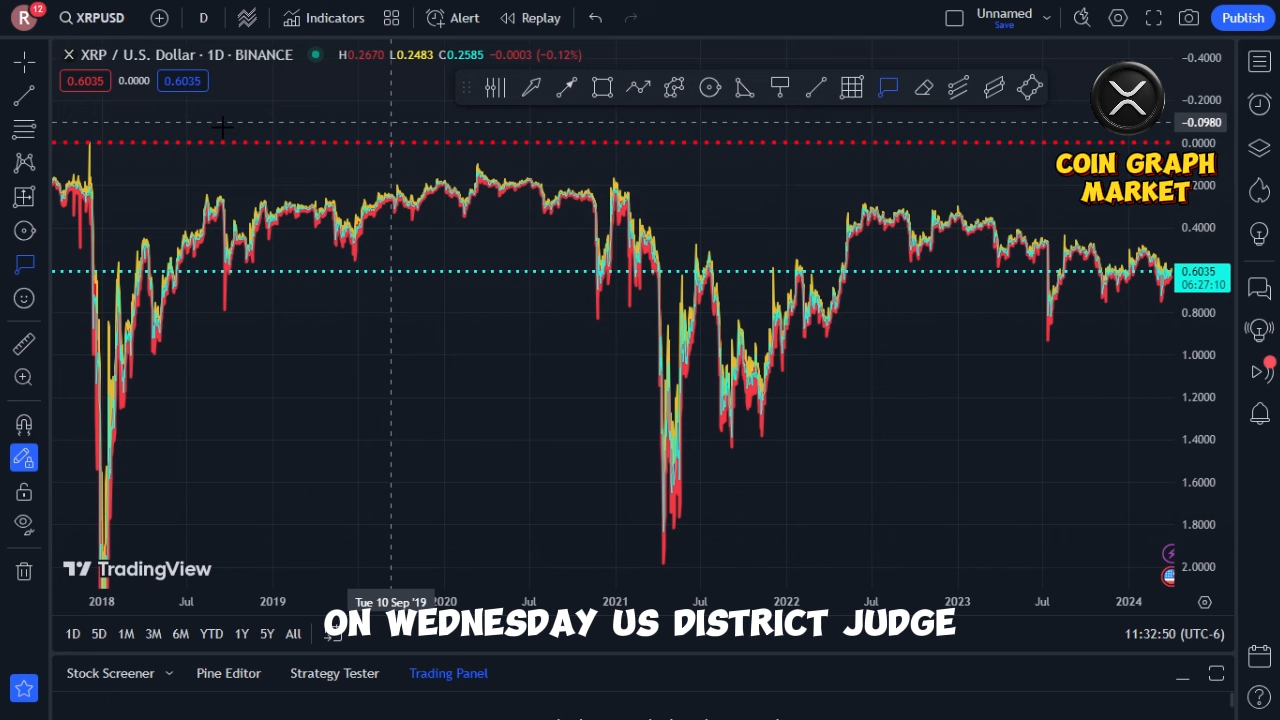 R 12 XRPUSD D Indicators Alert Replay Unnamed Save Publish
XRP / U.S. Dollar · 1D · BINANCE H0.2670 L0.2483 C0.2585 −0.0003 (−0.12%)
0.6035 0.0000 0.6035
-0.4000
-0.2000
−0.0980
0.0000
COIN GRAPH
MARKET
.2000
0.4000
0.6035
06:27:10
0.8000
1.0000
1.2000
1.4000
1.6000
1.8000
2.0000
TradingView
2018 Jul 2019 Tue 10 Sep '19 2020 Jul 2021 Jul 2022 Jul 2023 Jul 2024
ON WEDNESDAY US DISTRICT JUDGE
1D 5D 1M 3M 6M YTD 1Y 5Y All 11:32:50 (UTC-6)
Stock Screener Pine Editor Strategy Tester Trading Panel